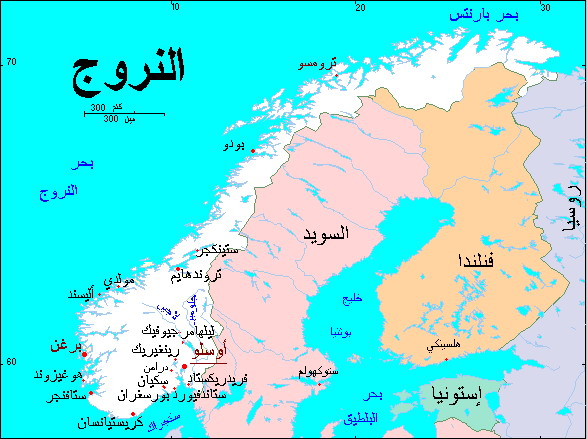 10
20
30
بحر بارنتس
70
النروج
ترومسو
300 كلم
300 ميل
بودو
بحر
النروج
روسيا
ستينكجر
السويد
فنلندا
تروندهايم
مولدي
أليسند
خليج
بوثنيا
ليلهامر جيوفيك
برغن
رينغيريك
أوسلو
هلسينكي
60
درامن
ستوكهولم
هوغيزوند
سكيان
فريدريكستاد
ستافنجر
ستاندفيورد بورسغران
إستونيا
بحر
البلطيق
كريستيانسان